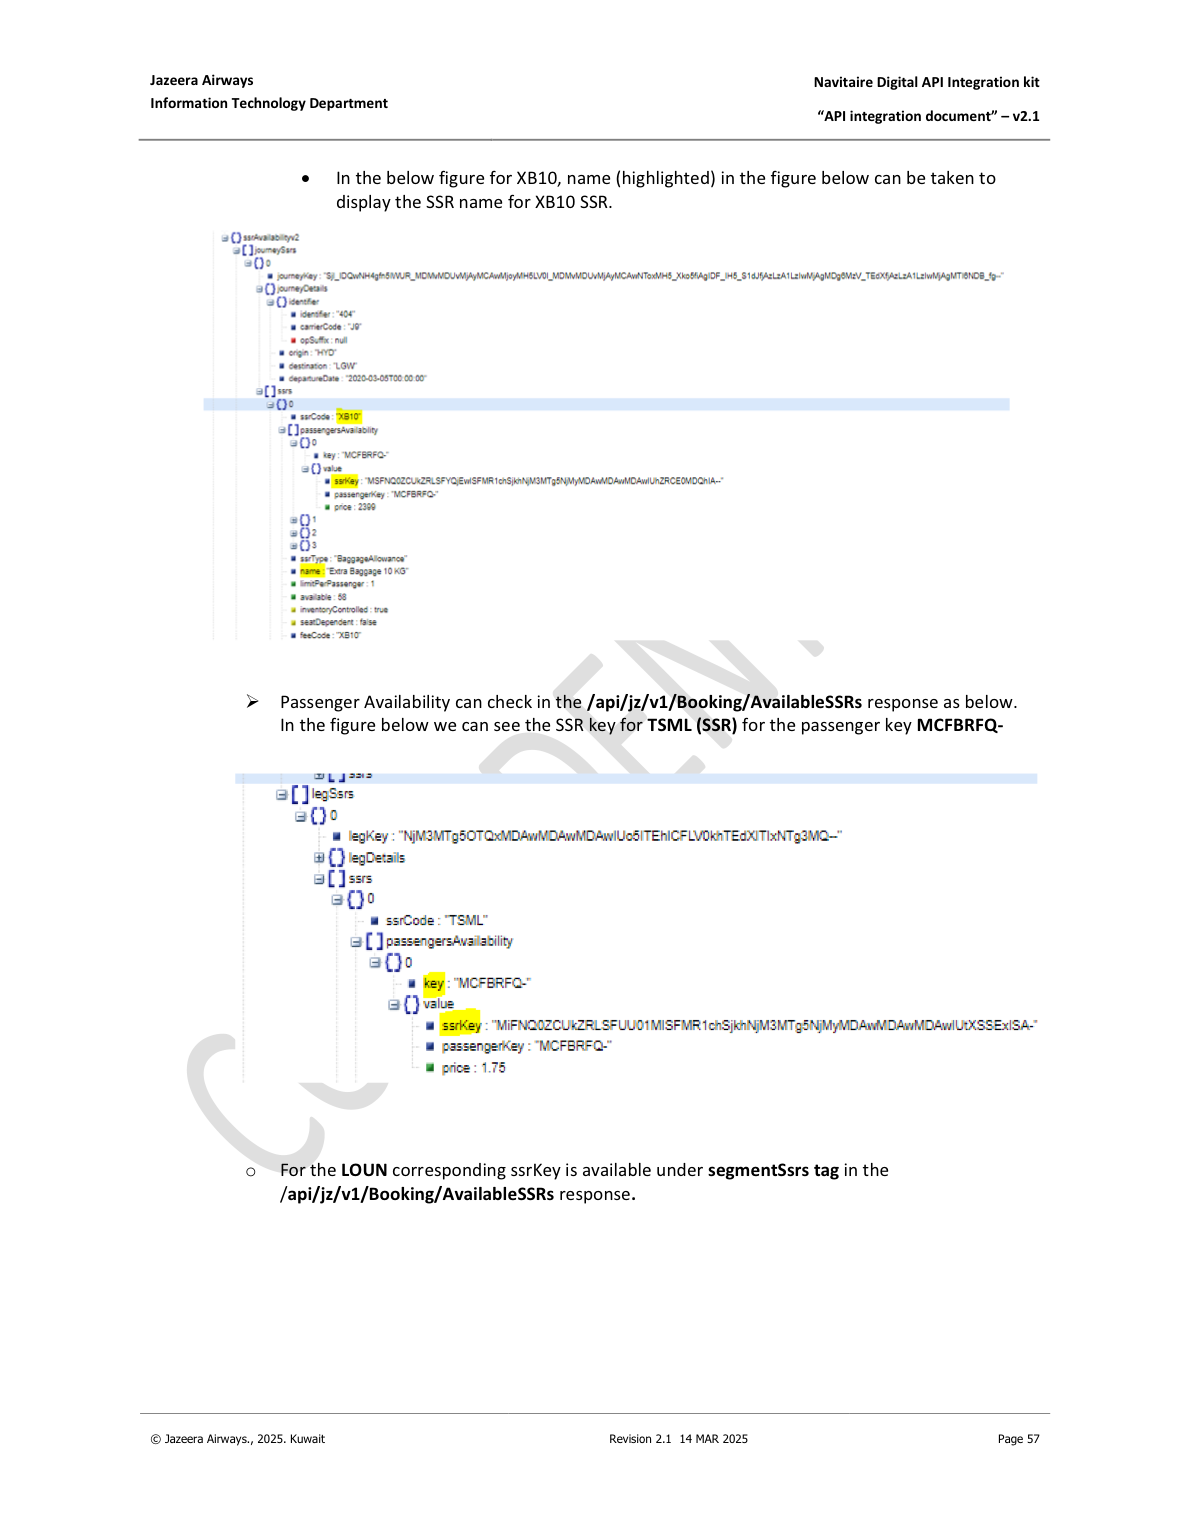 Jazeera Airways
Information Technology Department
Navitaire Digital API Integration kit
“API integration document” – v2.1
• In the below figure for XB10, name (highlighted) in the figure below can be taken to
display the SSR name for XB10 SSR.
ssrAvailabilityv2
journeySsrs
0
journeyKey :
journeyDetails
identifier
identifier : "404"
carrierCode : "J9"
opSuffix : null
origin : "HYD"
destination : "LGW"
departureDate : "2020-03-05T00:00:00"
ssrs
0
ssrCode : "XB10"
passengersAvailability
0
key : "MCFBRFQ-"
value
ssrKey :
passengerKey : "MCFBRFQ-"
price : 2399
1
2
3
ssrType : "BaggageAllowance"
name : "Extra Baggage 10 KG"
limitPerPassenger : 1
available : 58
inventoryControlled : true
seatDependent : false
feeCode : "XB10"
➢ Passenger Availability can check in the /api/jz/v1/Booking/AvailableSSRs response as below.
In the figure below we can see the SSR key for TSML (SSR) for the passenger key MCFBRFQ-
ssrs
legSsrs
0
legKey :
legDetails
ssrs
0
ssrCode : "TSML"
passengersAvailability
0
key : "MCFBRFQ-"
value
ssrKey :
passengerKey : "MCFBRFQ-"
price : 1.75
o For the LOUN corresponding ssrKey is available under segmentSsrs tag in the
/api/jz/v1/Booking/AvailableSSRs response.
© Jazeera Airways., 2025. Kuwait
Revision 2.1 14 MAR 2025
Page 57